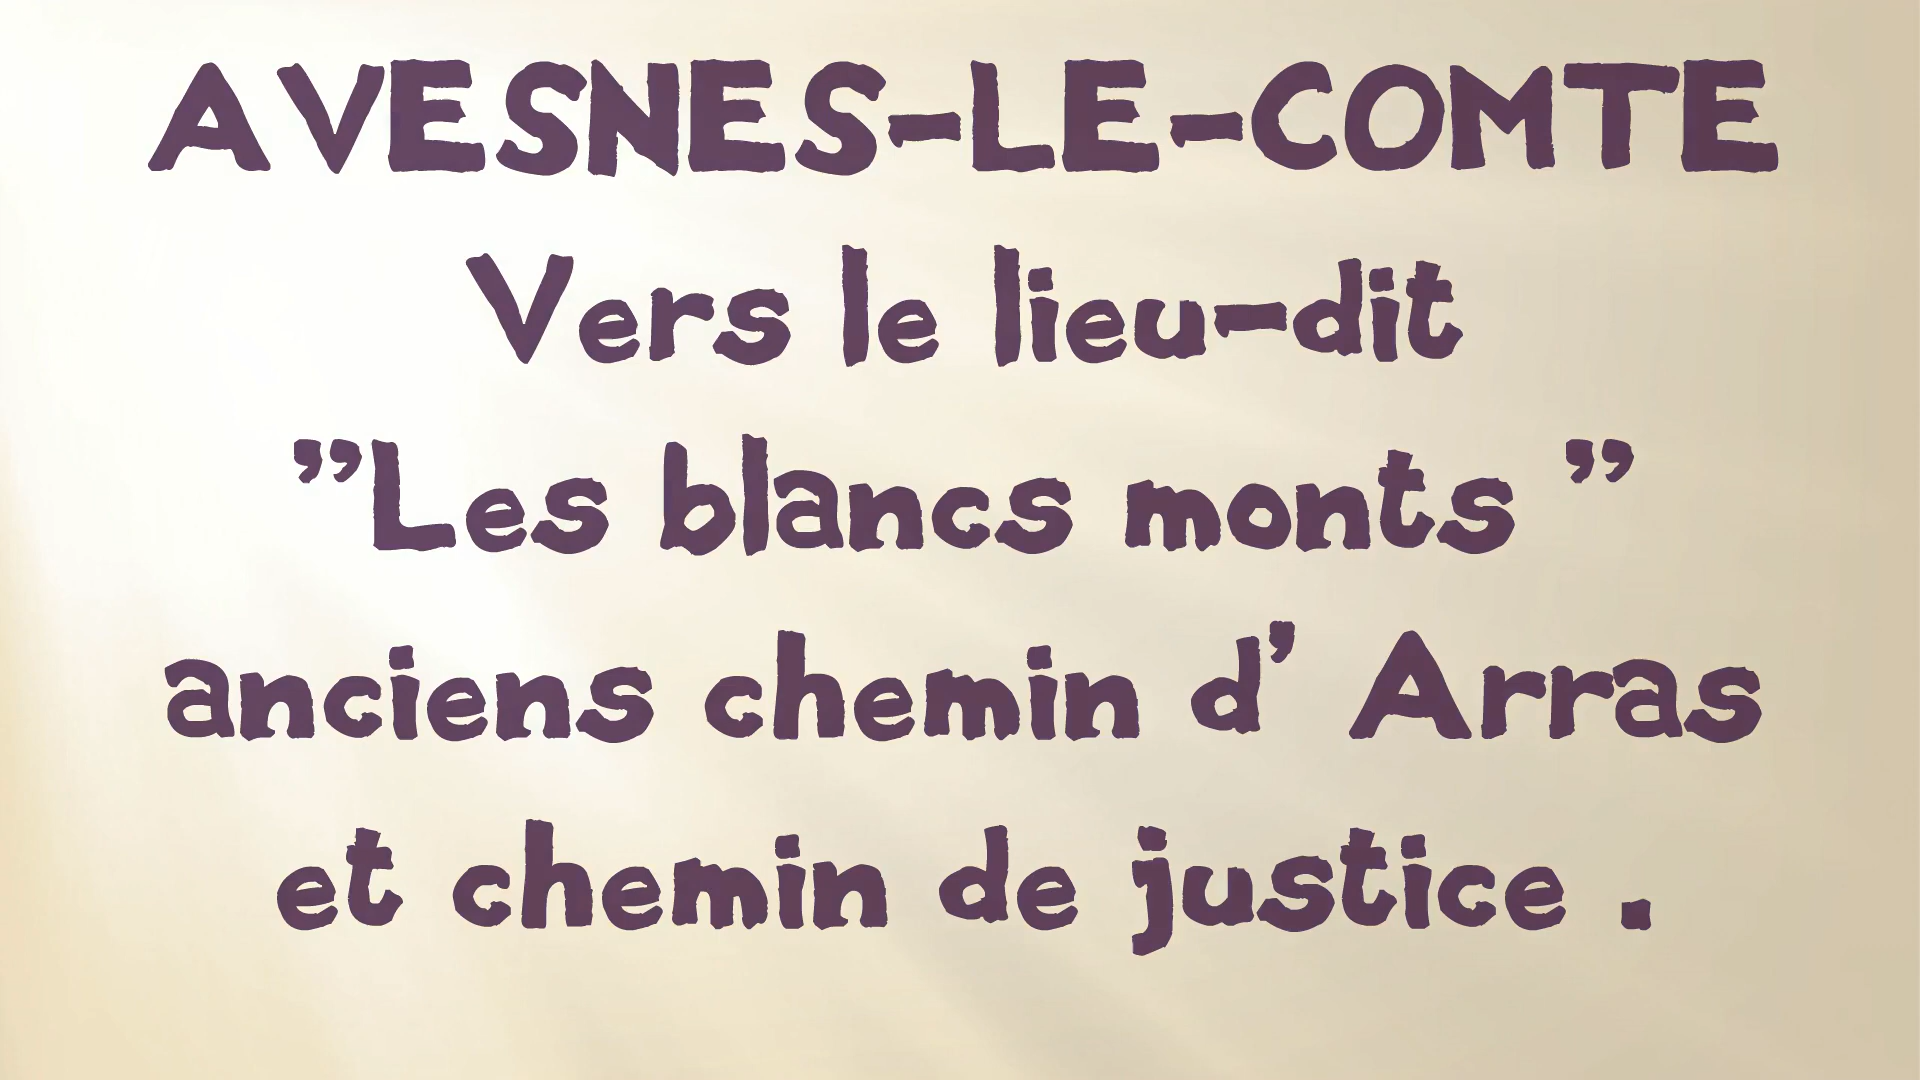 AVESNES-LE-COMTE
Vers le lieu-dit
”Les blancs monts ”
anciens chemin d’ Arras
et chemin de justice .